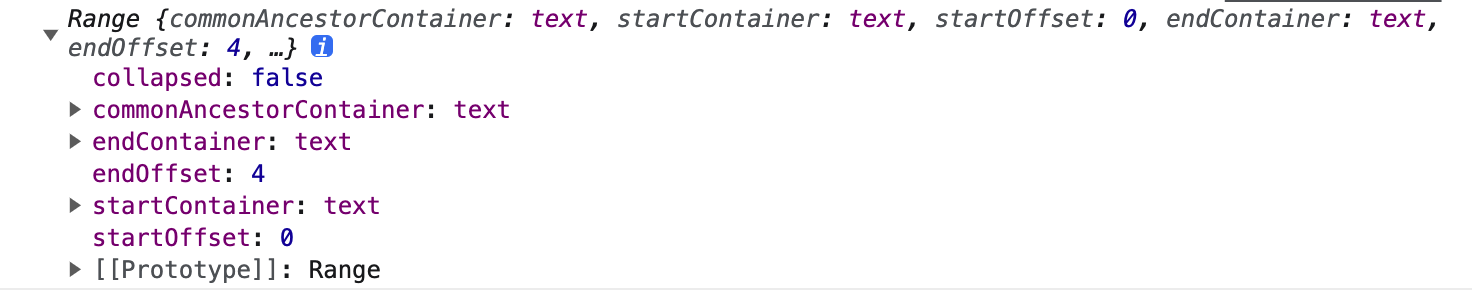 Range {commonAncestorContainer: text, startContainer: text, startOffset: 0, endContainer: text,
endOffset: 4, …} i
collapsed: false
commonAncestorContainer: text
endContainer: text
endOffset: 4
startContainer: text
startOffset: 0
[[Prototype]]: Range